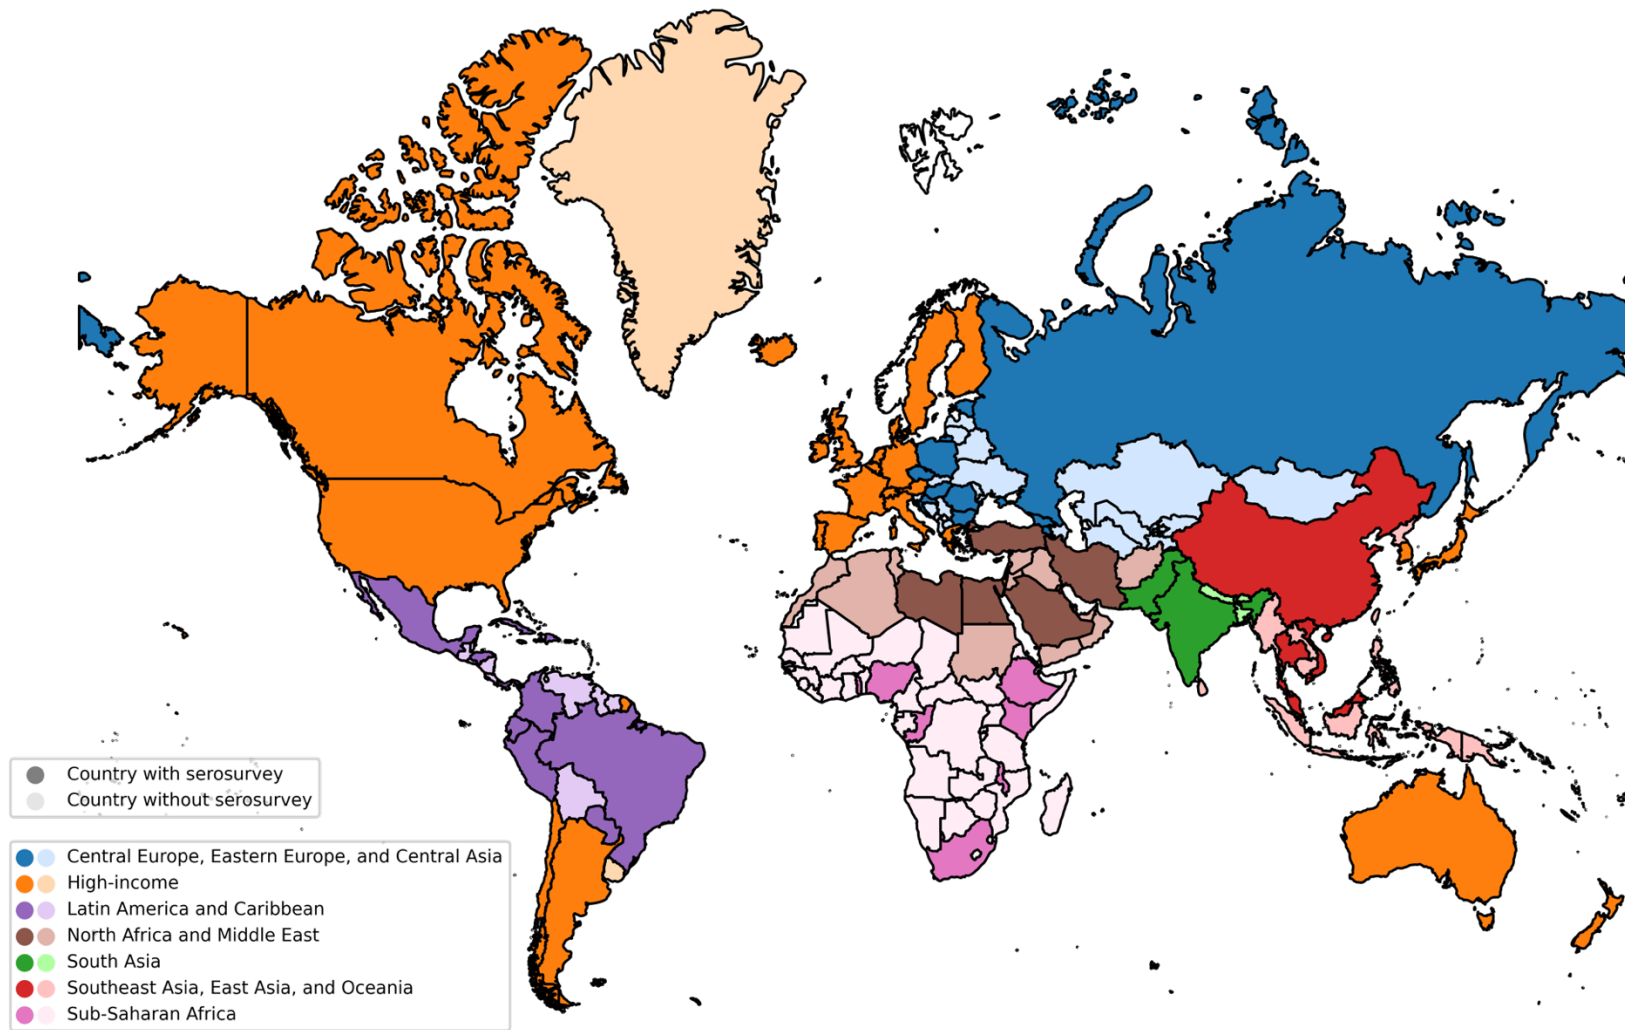 Country with serosurvey
Country without serosurvey
Central Europe, Eastern Europe, and Central Asia
High-income
Latin America and Caribbean
North Africa and Middle East
South Asia
Southeast Asia, East Asia, and Oceania
Sub-Saharan Africa